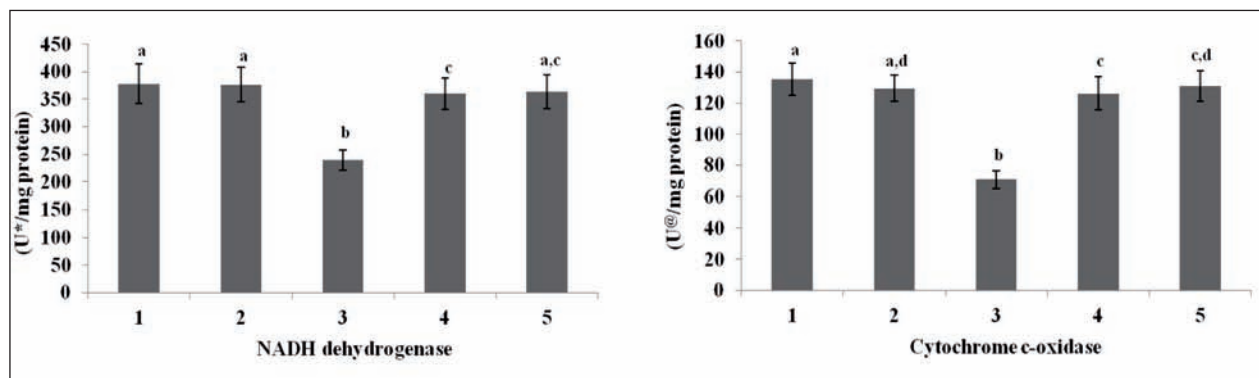 450
400
350
300
250
200
150
100
50
0
(U*/mg protein)
a
a
b
c
a,c
1 2 3 4 5
NADH dehydrogenase
160
140
120
100
80
60
40
20
0
(U@/mg protein)
a
a,d
b
c
c,d
1 2 3 4 5
Cytochrome c-oxidase